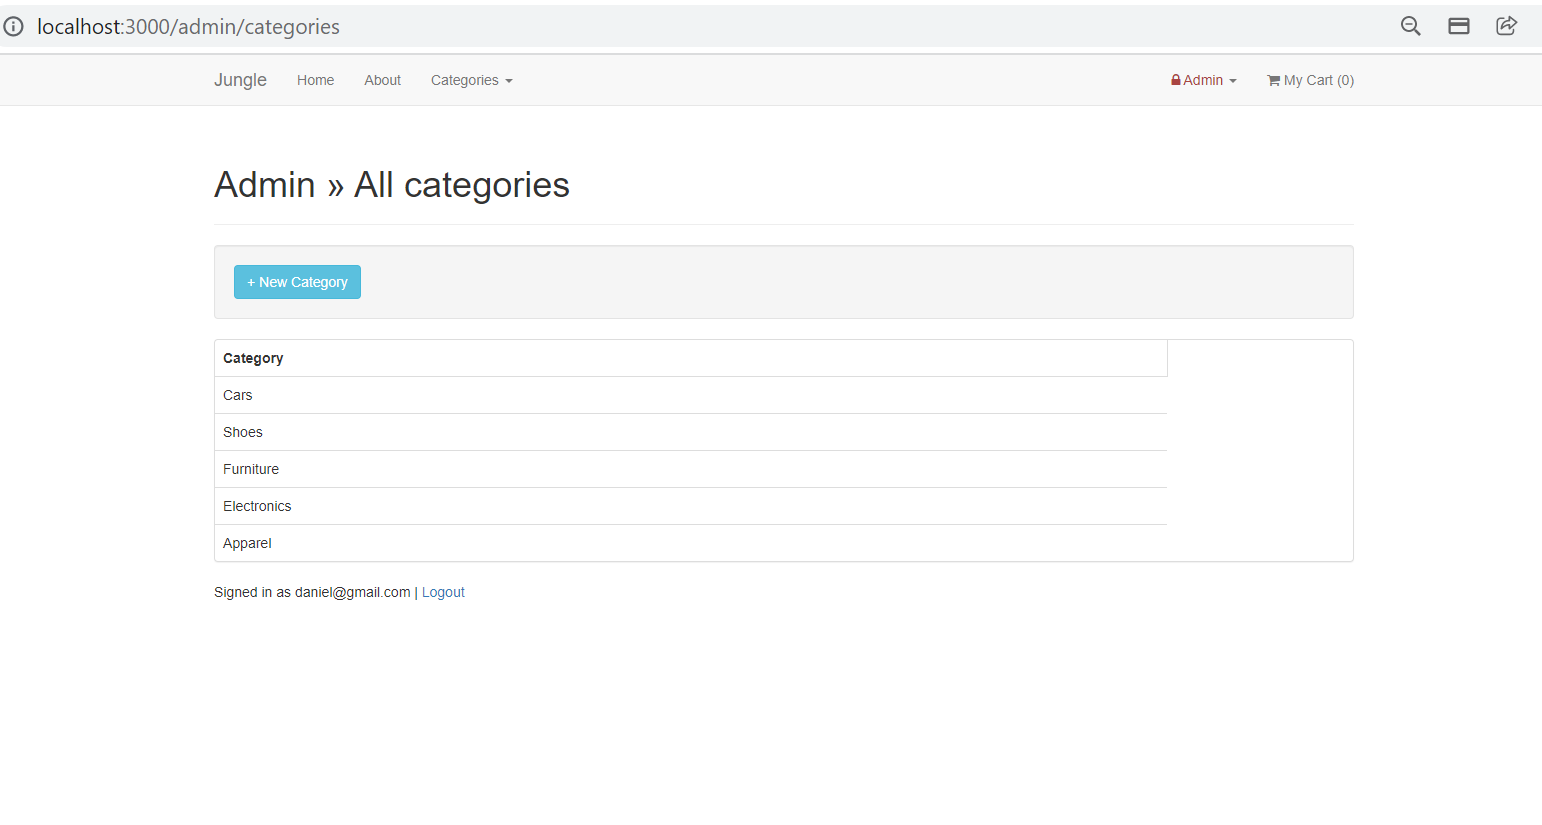 localhost:3000/admin/categories
Jungle Home About Categories Admin My Cart (0)
Admin » All categories
+ New Category
Category
Cars
Shoes
Furniture
Electronics
Apparel
Signed in as daniel@gmail.com | Logout